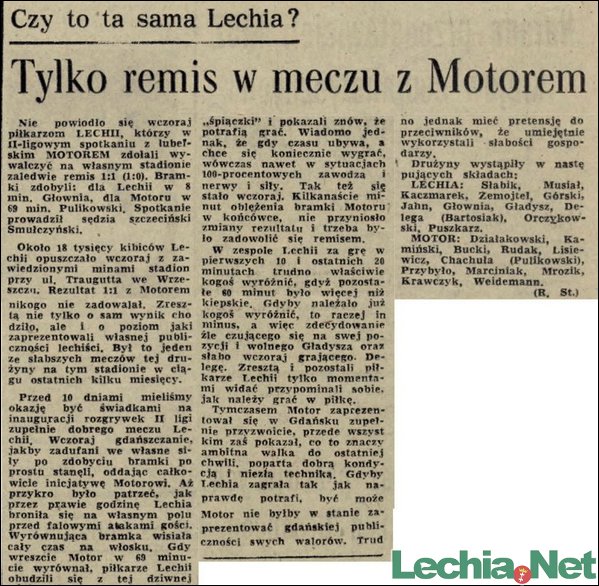 Czy to ta sama Lechia?
Tylko remis w meczu z Motorem
Nie powiodło się wczoraj
piłkarzom LECHII, którzy w
II-ligowym spotkaniu z lubel-
skim MOTOREM zdołali wy-
walczyć na własnym stadionie
zaledwie remis 1:1 (1:0). Bram-
ki zdobyli: dla Lechii w 8
min. Głownia, dla Motoru w
69 min. Pulikowski. Spotkanie
prowadził sędzia szczeciński
Smulczyński.
Około 18 tysięcy kibiców Le-
chii opuszczało wczoraj z za-
wiedzionymi minami stadion
przy ul. Traugutta we Wrze-
szczu. Rezultat 1:1 z Motorem
nikogo nie zadowalał. Zresz-
tą nie tylko o sam wynik cho
dziło, ale i o poziom jaki
zaprezentowali własnej publi-
czności lechiści. Był to jeden
ze słabszych meczów tej dru-
żyny na tym stadionie w cią-
gu ostatnich kilku miesięcy.
Przed 10 dniami mieliśmy
okazję być świadkami na
inauguracji rozgrywek II ligi
zupełnie dobrego meczu Le-
chii. Wczoraj gdańszczanie,
jakby zadufani we własne si-
ły po zdobyciu bramki po
prostu stanęli, oddając całko-
wicie inicjatywę Motorowi. Aż
przykro było patrzeć, jak
przez prawie godzinę Lechia
broniła się na własnym polu
przed falowymi atakami gości.
Wyrównująca bramka wisiała
cały czas na włosku. Gdy
wreszcie Motor w 69 minu-
cie wyrównał, piłkarze Lechii
obudzili się z tej dziwnej
„śpiączki" i pokazali znów, że
potrafią grać. Wiadomo jed-
nak, że gdy czasu ubywa, a
chce się koniecznie wygrać,
wówczas nawet w sytuacjach
100-procentowych zawodzą i
nerwy i siły. Tak też się
stało wczoraj. Kilkanaście mi-
nut oblężenia bramki Motoru
w końcówce, nie przyniosło
zmiany rezultatu i trzeba by-
ło zadowolić się remisem.
W zespole Lechii za grę w
pierwszych 10 i ostatnich 20
minutach trudno właściwie
kogoś wyróżnić, gdyż pozosta-
łe 60 minut było więcej niż
kiepskie. Gdyby należało już
kogoś wyróżnić, to raczej in
minus, a więc zdecydowanie
źle czującego się na swej po
zycji i wolnego Gładysza oraz
słabo wczoraj grającego De-
legę. Zresztą i pozostali pił-
karze Lechii tylko momenta-
mi widać przypominali sobie,
jak należy grać w piłkę.
Tymczasem Motor zaprezen-
tował się w Gdańsku zupeł-
nie przyzwoicie, przede wszyst
kim zaś pokazał, co to znaczy
ambitna walka do ostatniej
chwili, poparta dobrą kondy-
cją i niezłą techniką. Gdyby
Lechia zagrała tak jak na-
prawdę potrafi, być może
Motor nie byłby w stanie za-
prezentować gdańskiej publi-
czności swych walorów. Trud
no jednak mieć pretensję do
przeciwników, że umiejętnie
wykorzystali słabości gospo-
darzy.
Drużyny wystąpiły w nastę
pujących składach:
LECHIA: Słabik, Musiał,
Kaczmarek, Zemojtel, Górski,
Jahn, Głownia, Gładysz, Dele-
ga (Bartosiak), Orczykow-
ski, Puszkarz.
MOTOR: Działakowski, Ka-
miński, Bucki, Rudak, Lisie-
wicz, Chachuła (Pulikowski),
Przybyło, Marciniak, Mrozik,
Krawczyk, Weidemann.
(R. St.)
Lechia.Net